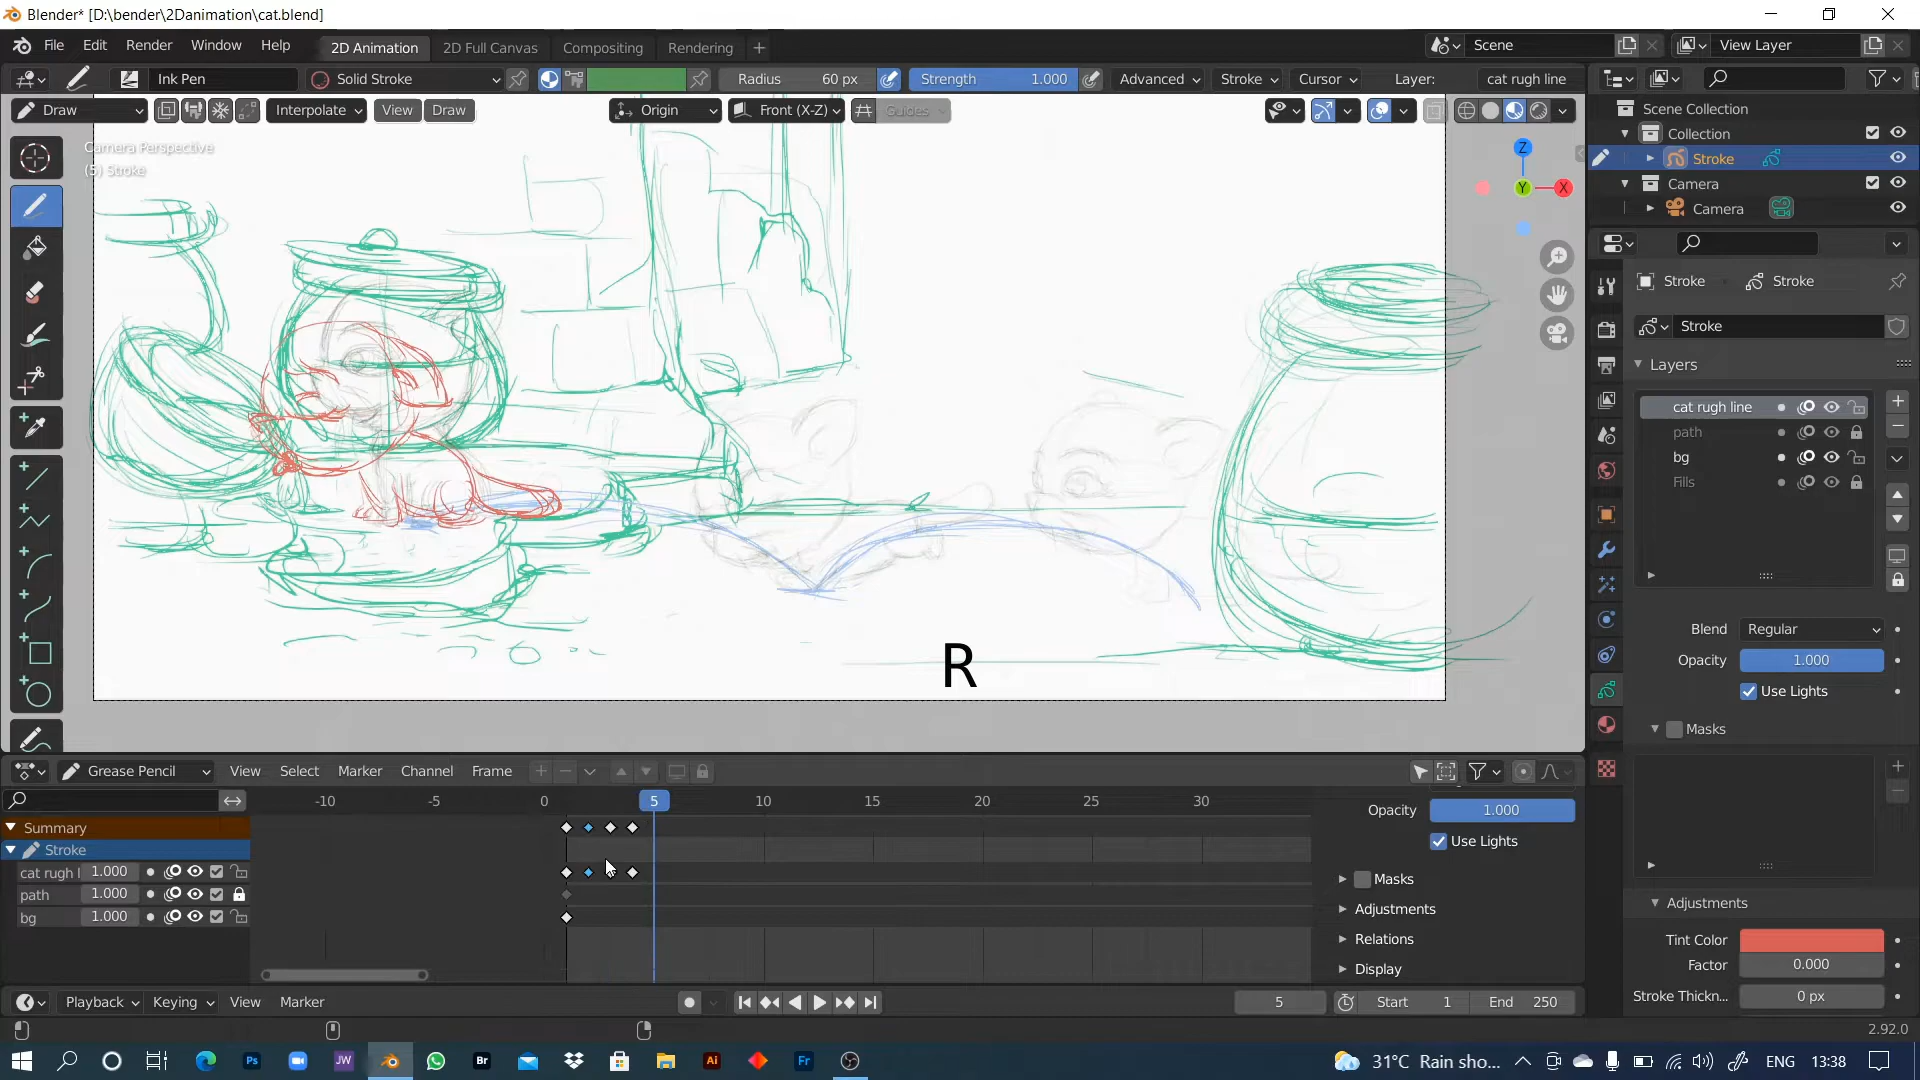 Blender* [D:\bender\2Danimation\cat.blend]
File Edit Render Window Help 2D Animation 2D Full Canvas Compositing Rendering + Scene View Layer
Ink Pen Solid Stroke Radius 60 px Strength 1.000 Advanced Stroke Cursor Layer: cat rugh line
Draw Interpolate View Draw Origin Front (X-Z) Guides
Camera Perspective
(5) Stroke
Z
Y
X
R
Scene Collection
Collection
Stroke
Camera
Camera
Stroke Stroke
Stroke
Layers
cat rugh line
path
bg
Fills
Blend Regular
Opacity 1.000
Use Lights
Masks
Adjustments
Tint Color
Factor 0.000
Stroke Thickn... 0 px
Grease Pencil View Select Marker Channel Frame
-10 -5 0 5 10 15 20 25 30
Summary
Stroke
cat rugh l 1.000
path 1.000
bg 1.000
Opacity 1.000
Use Lights
Masks
Adjustments
Relations
Display
Playback Keying View Marker 5 Start 1 End 250
2.92.0
Ps JW Br Ai Fr 31°C Rain sho... ENG 13:38